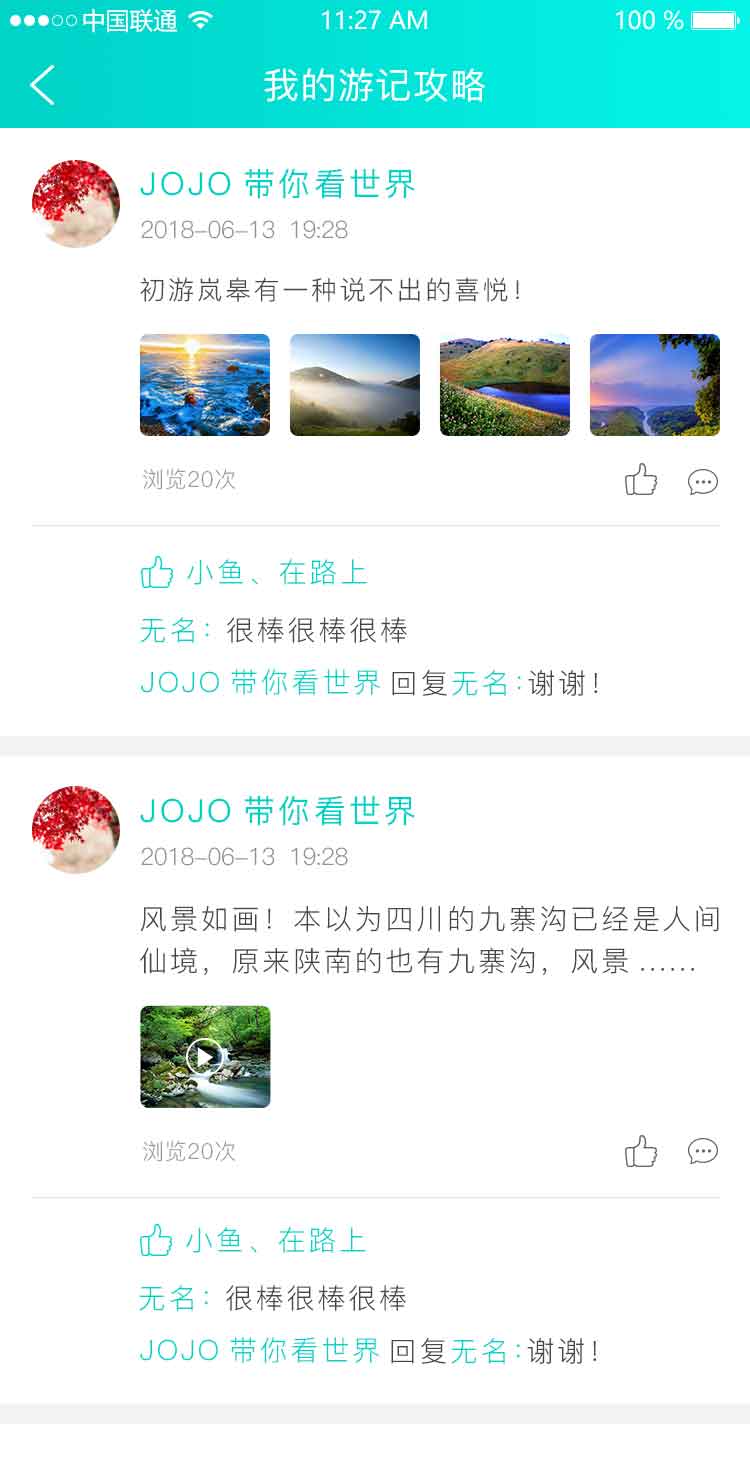 中国联通 11:27 AM 100 %
我的游记攻略
JOJO 带你看世界
2018-06-13 19:28
初游岚皋有一种说不出的喜悦！
浏览20次
小鱼、在路上
无名：很棒很棒很棒
JOJO 带你看世界 回复无名:谢谢！
JOJO 带你看世界
2018-06-13 19:28
风景如画！本以为四川的九寨沟已经是人间
仙境，原来陕南的也有九寨沟，风景 ......
浏览20次
小鱼、在路上
无名：很棒很棒很棒
JOJO 带你看世界 回复无名:谢谢！